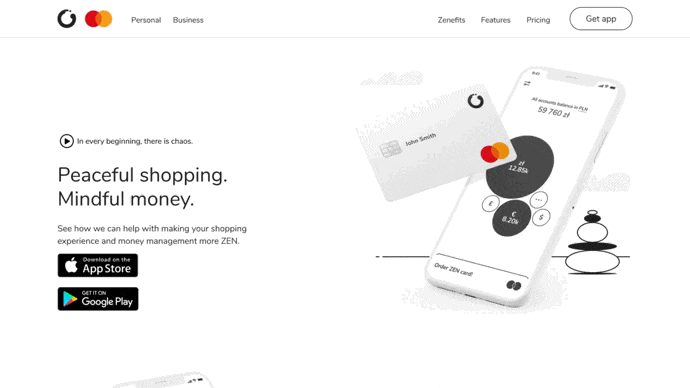 Personal
Business
Zenefits
Features
Pricing
Get app
In every beginning, there is chaos.
Peaceful shopping.
Mindful money.
See how we can help with making your shopping
experience and money management more ZEN.
Download on the
App Store
GET IT ON
Google Play
John Smith
9:41
All accounts balance in PLN
59 760 zł
zł
12.85k
£
€
8.20k
$
Order ZEN card!